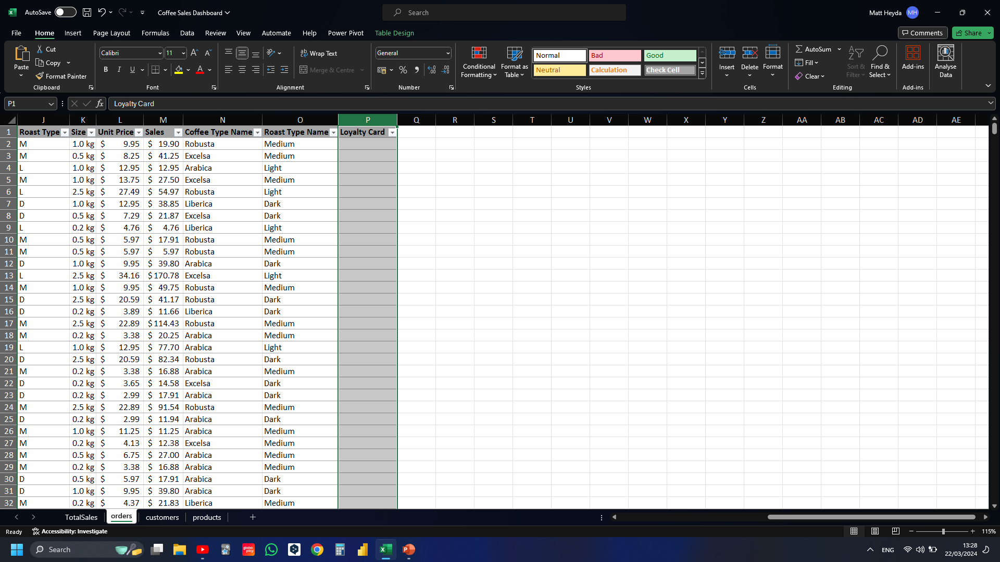 AutoSave Coffee Sales Dashboard Search Matt Heyda MH
File Home Insert Page Layout Formulas Data Review View Automate Help Power Pivot Table Design Comments Share
Cut Calibri 11 Wrap Text General Normal Bad Good AutoSum
Paste Copy Conditional Formatting Format as Table Insert Delete Format Fill Sort & Filter Find & Select Add-ins Analyse Data
Format Painter B I U A Merge & Centre Neutral Calculation Check Cell Clear
Clipboard Font Alignment Number Styles Cells Editing Add-ins
P1 fx Loyalty Card
J K L M N O P Q R S T U V W X Y Z AA AB AC AD AE
1 Roast Type Size Unit Price Sales Coffee Type Name Roast Type Name Loyalty Card
2 M 1.0 kg $ 9.95 $ 19.90 Robusta Medium
3 M 0.5 kg $ 8.25 $ 41.25 Excelsa Medium
4 L 1.0 kg $ 12.95 $ 12.95 Arabica Light
5 M 1.0 kg $ 13.75 $ 27.50 Excelsa Medium
6 L 2.5 kg $ 27.49 $ 54.97 Robusta Light
7 D 1.0 kg $ 12.95 $ 38.85 Liberica Dark
8 D 0.5 kg $ 7.29 $ 21.87 Excelsa Dark
9 L 0.2 kg $ 4.76 $ 4.76 Liberica Light
10 M 0.5 kg $ 5.97 $ 17.91 Robusta Medium
11 M 0.5 kg $ 5.97 $ 5.97 Robusta Medium
12 D 1.0 kg $ 9.95 $ 39.80 Arabica Dark
13 L 2.5 kg $ 34.16 $ 170.78 Excelsa Light
14 M 1.0 kg $ 9.95 $ 49.75 Robusta Medium
15 D 2.5 kg $ 20.59 $ 41.17 Robusta Dark
16 D 0.2 kg $ 3.89 $ 11.66 Liberica Dark
17 M 2.5 kg $ 22.89 $ 114.43 Robusta Medium
18 M 0.2 kg $ 3.38 $ 20.25 Arabica Medium
19 L 1.0 kg $ 12.95 $ 77.70 Arabica Light
20 D 2.5 kg $ 20.59 $ 82.34 Robusta Dark
21 M 0.2 kg $ 3.38 $ 16.88 Arabica Medium
22 D 0.2 kg $ 3.65 $ 14.58 Excelsa Dark
23 D 0.2 kg $ 2.99 $ 17.91 Arabica Dark
24 M 2.5 kg $ 22.89 $ 91.54 Robusta Medium
25 D 0.2 kg $ 2.99 $ 11.94 Arabica Dark
26 M 1.0 kg $ 11.25 $ 11.25 Arabica Medium
27 M 0.2 kg $ 4.13 $ 12.38 Excelsa Medium
28 M 0.5 kg $ 6.75 $ 27.00 Arabica Medium
29 M 0.2 kg $ 3.38 $ 16.88 Arabica Medium
30 D 0.5 kg $ 5.97 $ 17.91 Arabica Dark
31 D 1.0 kg $ 9.95 $ 39.80 Arabica Dark
32 M 0.2 kg $ 4.37 $ 21.83 Liberica Medium
TotalSales orders customers products
Ready Accessibility: Investigate 115%
Search globo play ENG 13:28
22/03/2024